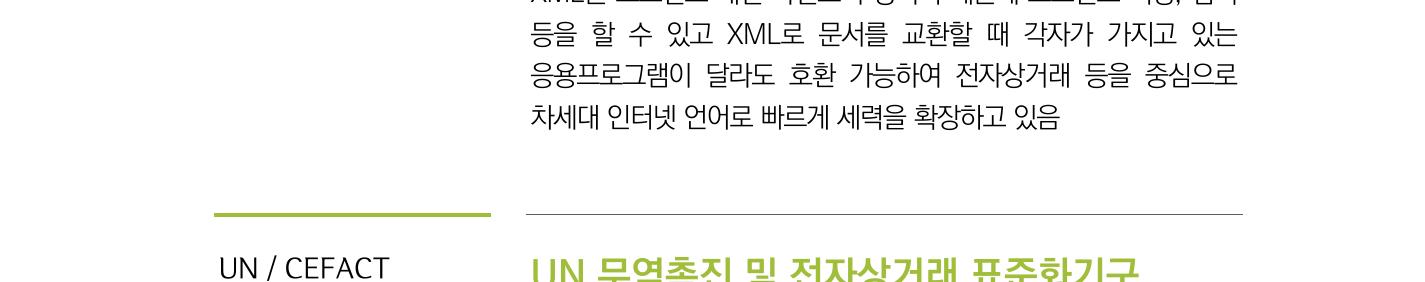 등을 할 수 있고 XML로 문서를 교환할 때 각자가 가지고 있는
응용프로그램이 달라도 호환 가능하여 전자상거래 등을 중심으로
차세대 인터넷 언어로 빠르게 세력을 확장하고 있음
UN / CEFACT
UN 무역촉진 및 전자상거래 표준화기구